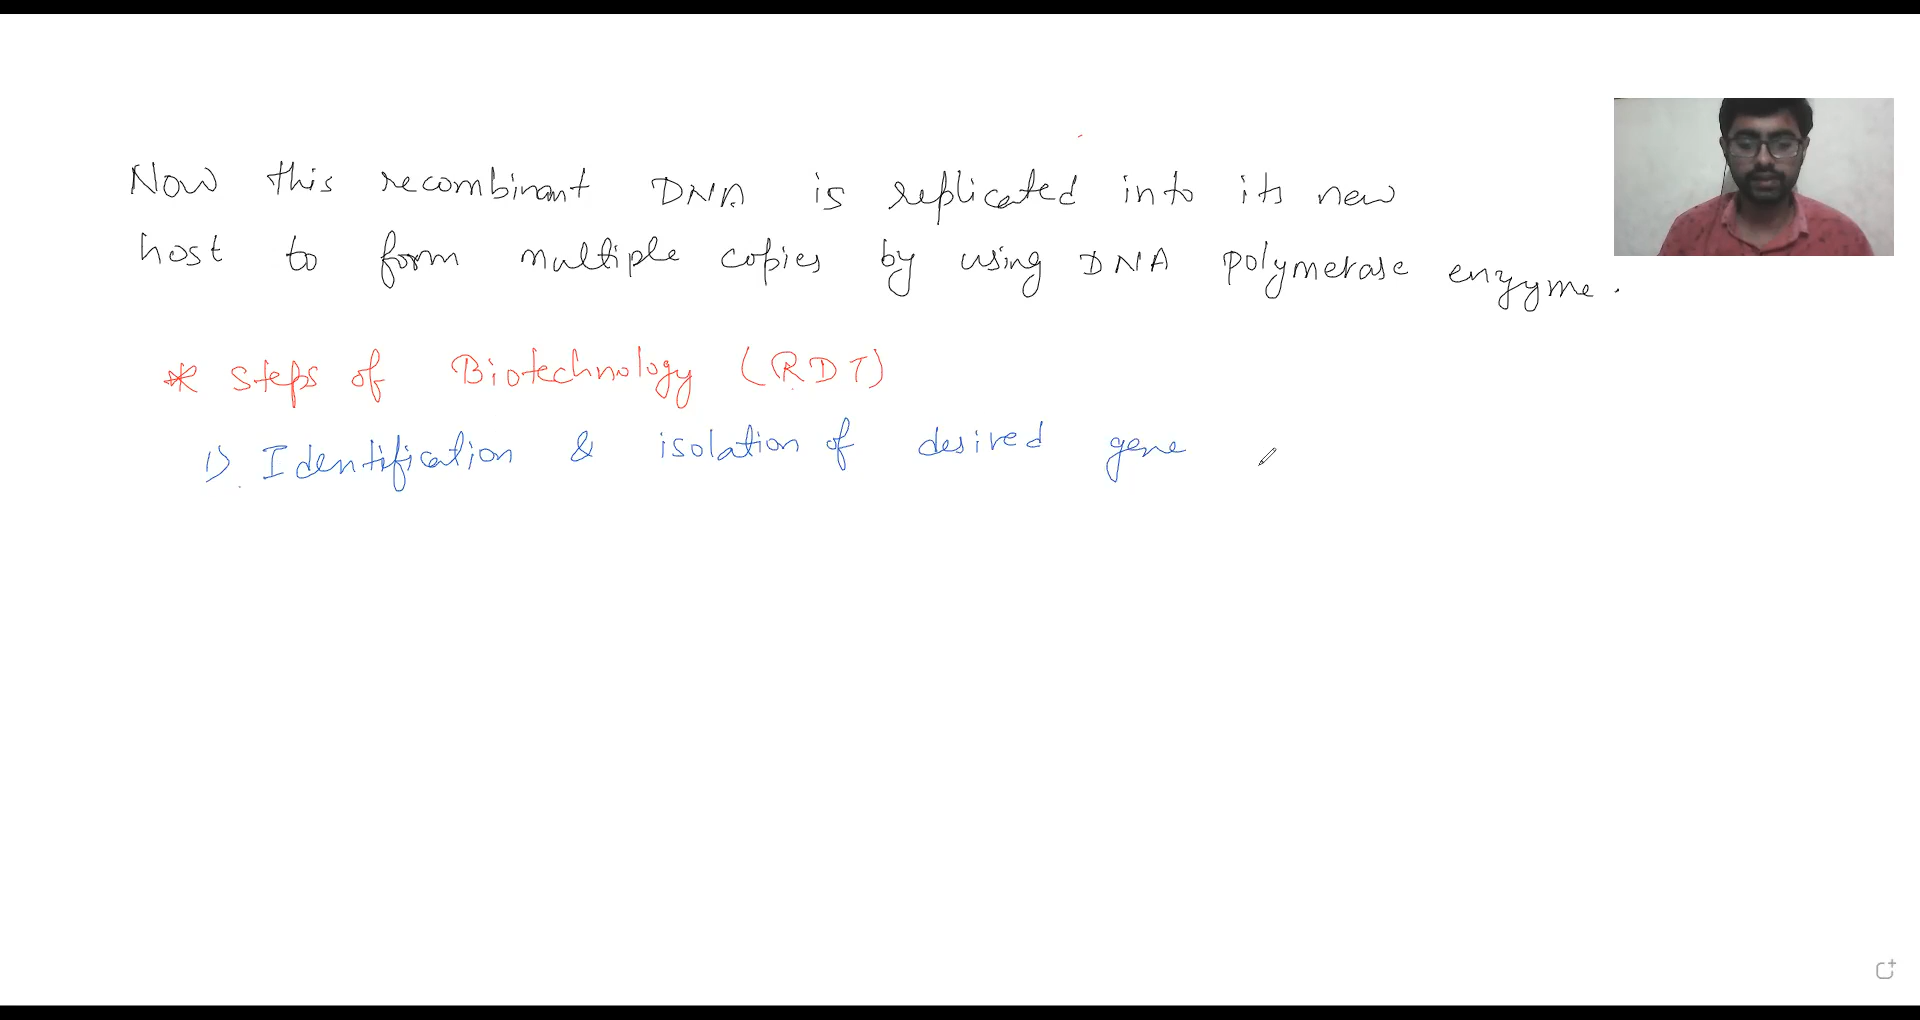 Now this recombinant DNA is replicated into its new
host to form multiple copies by using DNA polymerase enzyme.
* Steps of Biotechnology (RDT)
1). Identification & isolation of desired gene